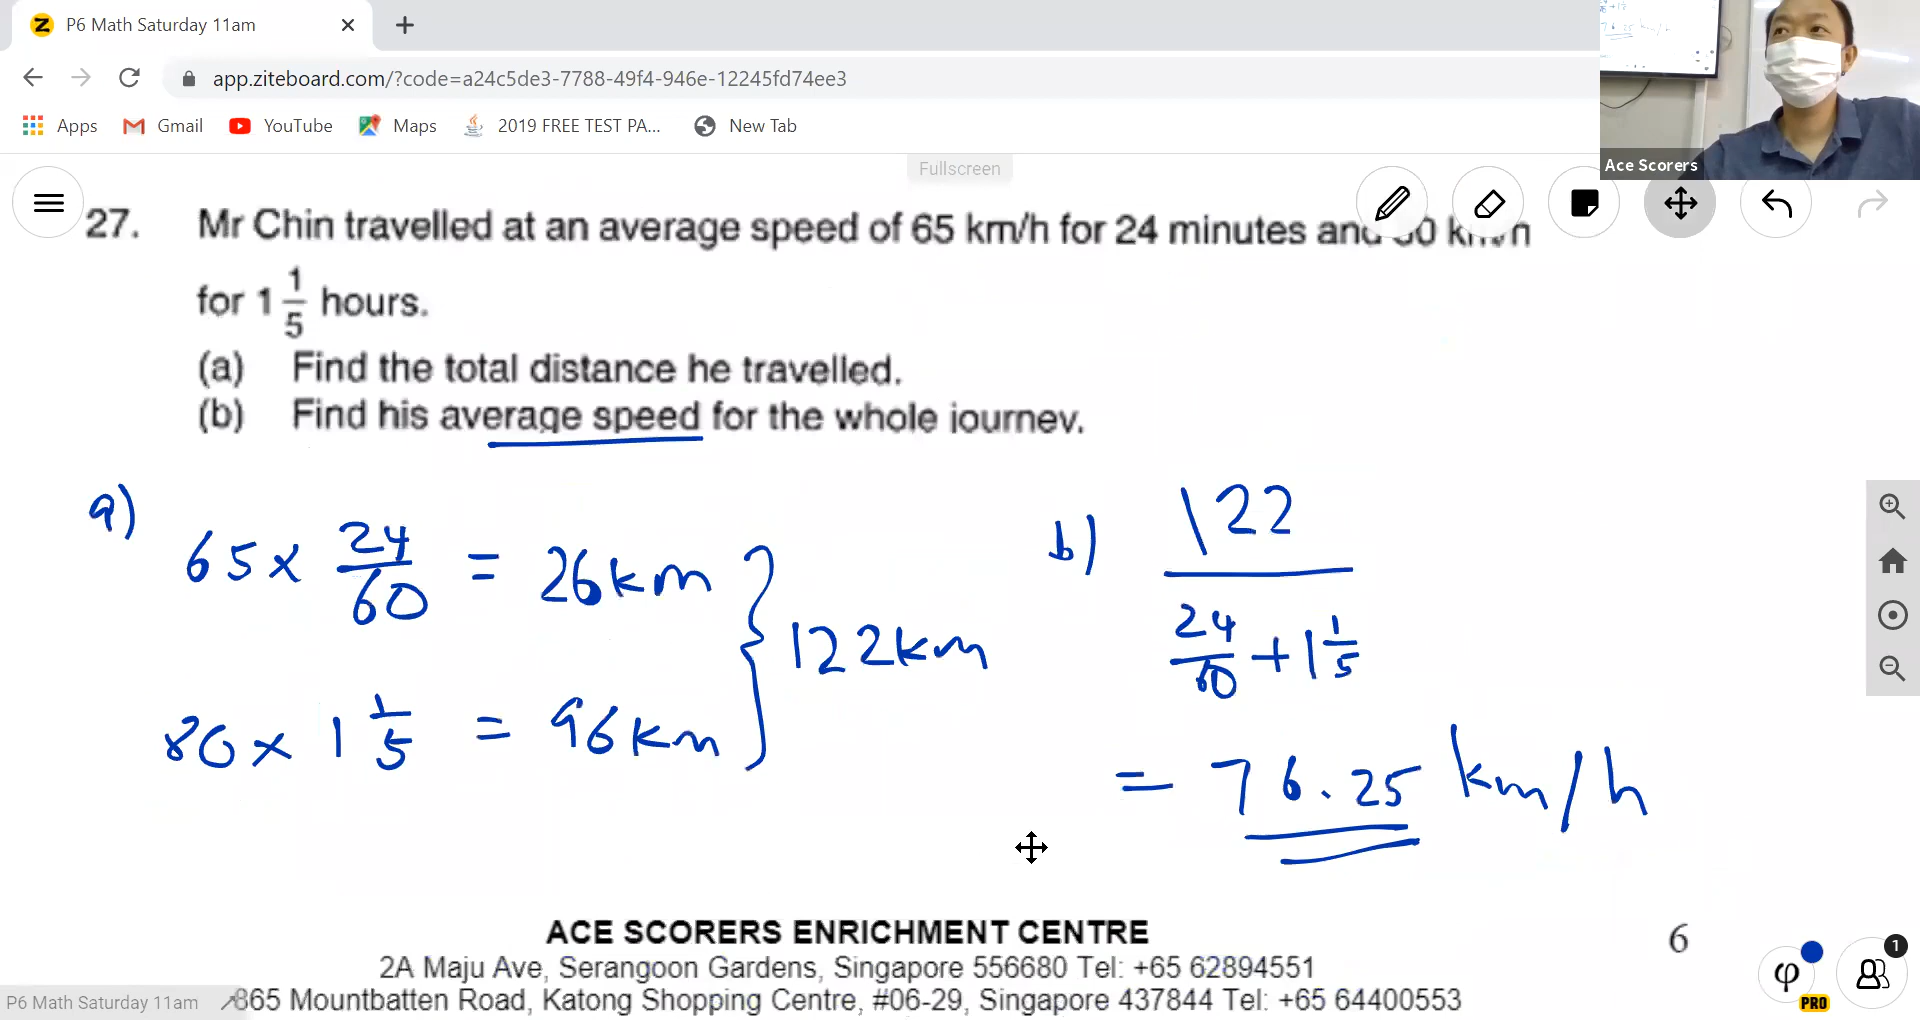 P6 Math Saturday 11am
app.ziteboard.com/?code=a24c5de3-7788-49f4-946e-12245fd74ee3
Apps Gmail YouTube Maps 2019 FREE TEST PA... New Tab
Ace Scorers
Fullscreen
27. Mr Chin travelled at an average speed of 65 km/h for 24 minutes and 80 km/h
for 1 1/5 hours.
(a) Find the total distance he travelled.
(b) Find his average speed for the whole journey.
a) 65 × 24/60 = 26km
80 × 1 1/5 = 96km
122km
b) 122
24/60 + 1 1/5
= 76.25 km/h
ACE SCORERS ENRICHMENT CENTRE
6
2A Maju Ave, Serangoon Gardens, Singapore 556680 Tel: +65 62894551
865 Mountbatten Road, Katong Shopping Centre, #06-29, Singapore 437844 Tel: +65 64400553
P6 Math Saturday 11am
φ PRO
1